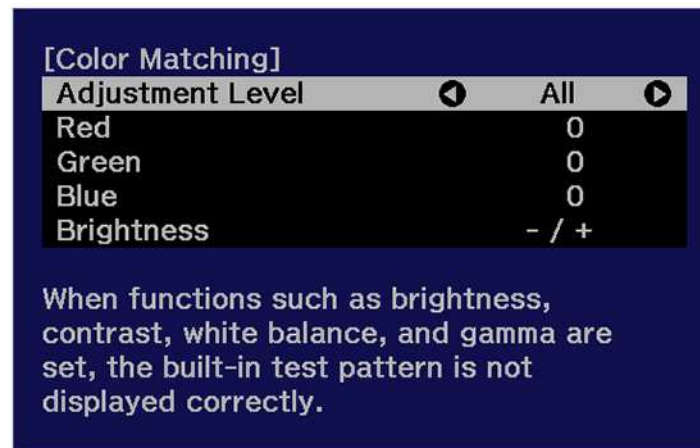 [Color Matching]
Adjustment Level All
Red 0
Green 0
Blue 0
Brightness - / +
When functions such as brightness,
contrast, white balance, and gamma are
set, the built-in test pattern is not
displayed correctly.